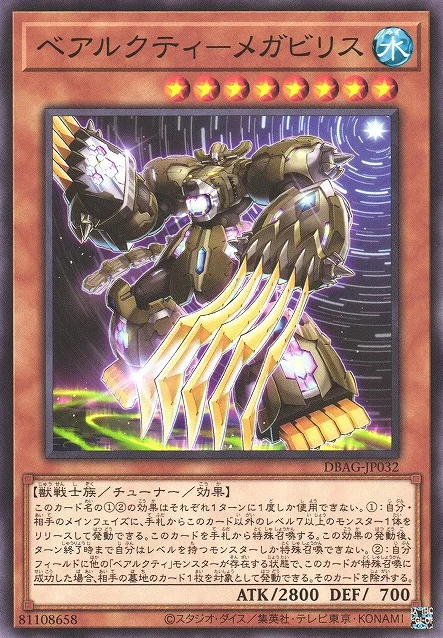 ベアルクティーメガビリス
水
DBAG-JP032
【獣戦士族／チューナー／効果】
このカード名の①②の効果はそれぞれ1ターンに1度しか使用できない。①：自分・
相手のメインフェイズに、手札からこのカード以外のレベル7以上のモンスター1体を
リリースして発動できる。このカードを手札から特殊召喚する。この効果の発動後、
ターン終了時まで自分はレベルを持つモンスターしか特殊召喚できない。②：自分
フィールドに他の「ベアルクティ」モンスターが存在する状態で、このカードが特殊召喚に
成功した場合、相手の墓地のカード1枚を対象として発動できる。そのカードを除外する。
ATK/2800 DEF/ 700
81108658 ©スタジオ・ダイス／集英社・テレビ東京・KONAMI